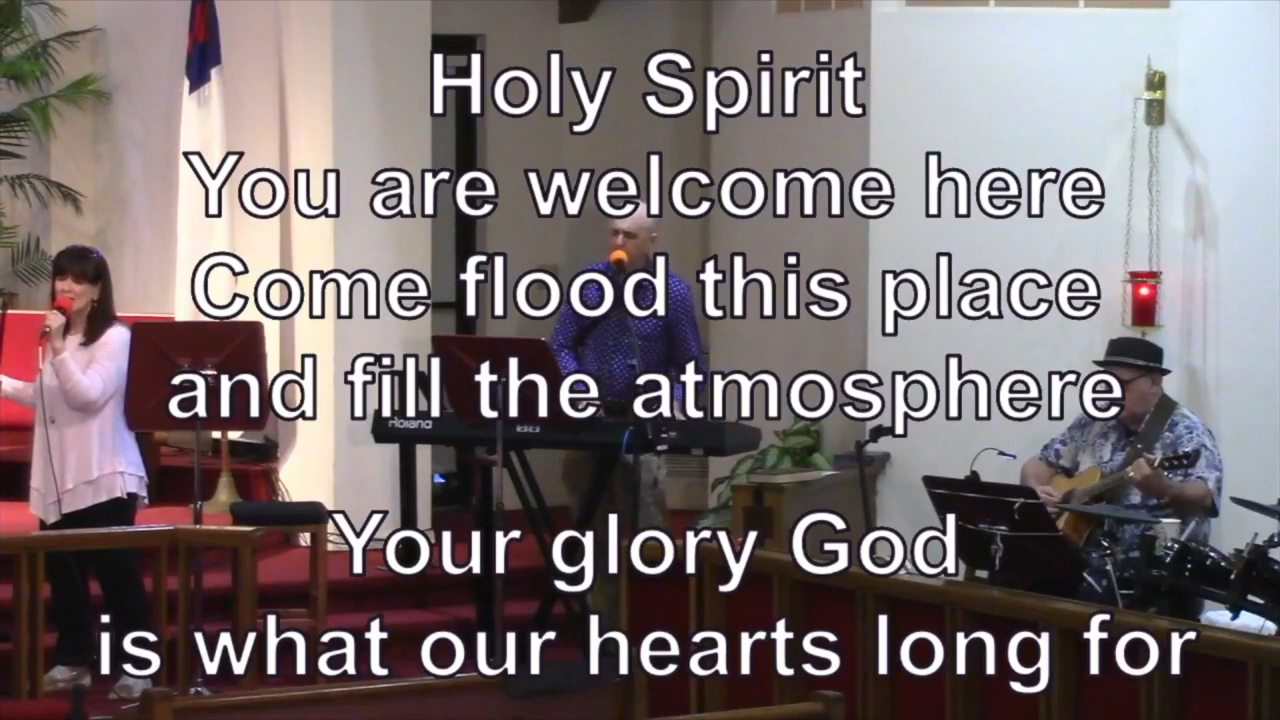 Holy Spirit
You are welcome here
Come flood this place
and fill the atmosphere
Roland
Your glory God
is what our hearts long for